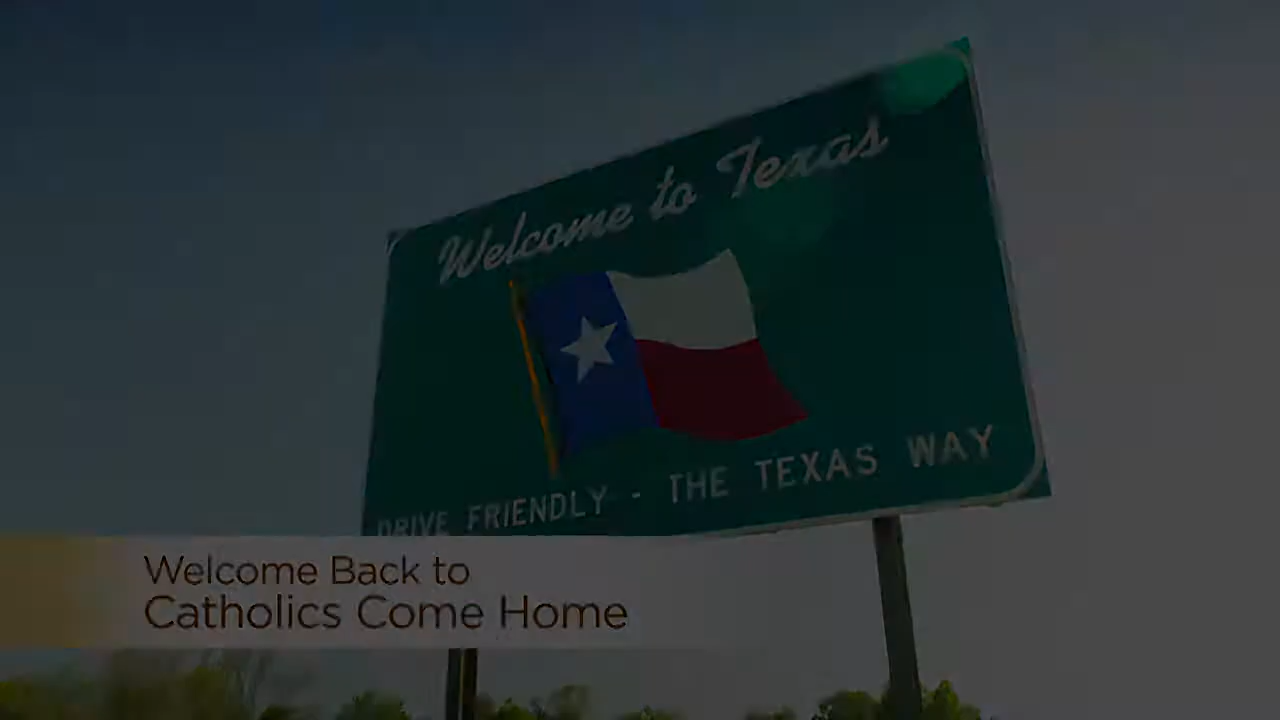 Welcome to Texas
DRIVE FRIENDLY - THE TEXAS WAY
Welcome Back to
Catholics Come Home